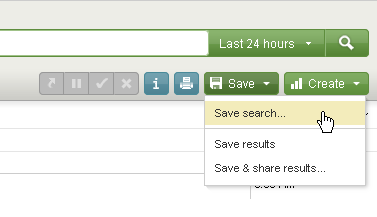 Last 24 hours
i
Save
Create
Save search...
Save results
Save & share results...